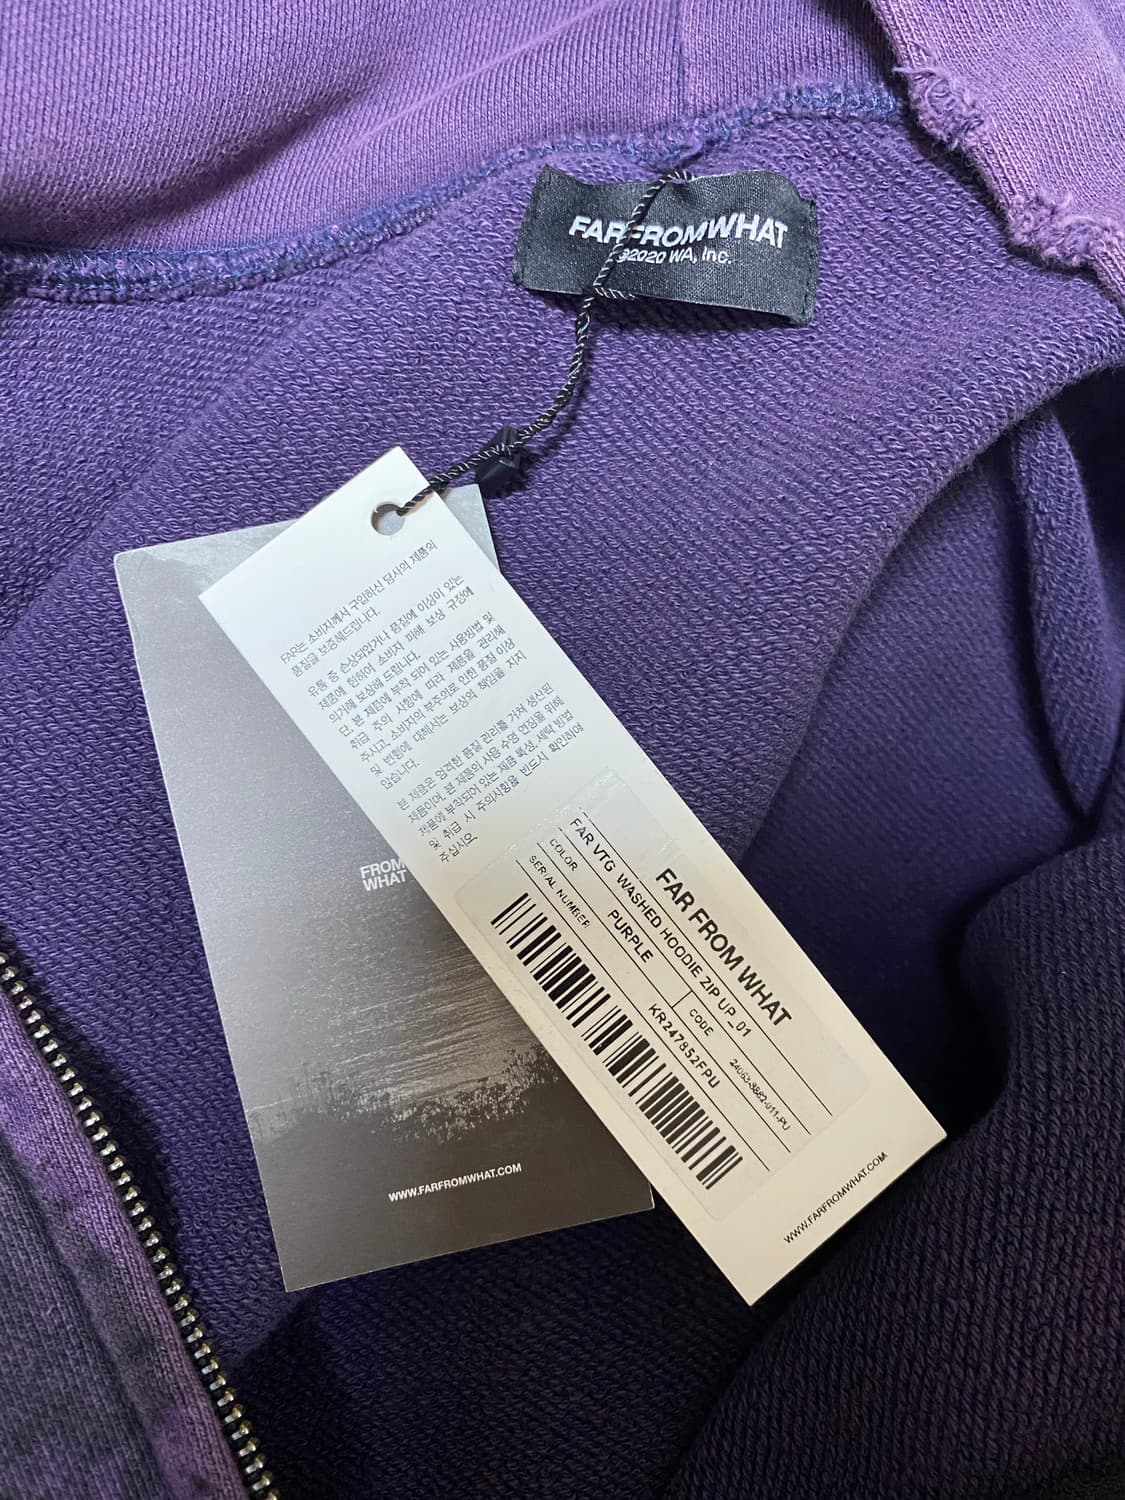 FARFROMWHAT
©2020 WA, Inc.
FAR는 소비자께서 구입하신 당사의 제품의
품질을 보증해드립니다.
유통 중 손상되었거나 품질에 이상이 있는
제품에 한하여 소비자 피해 보상 규정에
의거해 보상해 드립니다.
단, 본 제품에 부착 되어 있는 사용방법 및
취급 주의 사항에 따라 제품을 관리해
주시고, 소비자의 부주의로 인한 품질 이상
및 변형에 대해서는 보상의 책임을 지지
않습니다.
본 제품은 엄격한 품질 관리를 거쳐 생산된
제품이며, 본 제품의 사용 수명 연장을 위해
제품에 부착되어 있는 제품 특성, 세탁 방법
및 취급 시 주의사항을 반드시 확인하여
주십시오.
FAR FROM WHAT
FAR VTG WASHED HOODIE ZIP UP_01
COLOR
PURPLE
CODE
24063-3882-011-PU
SERIAL NUMBER
KR247852FPU
WWW.FARFROMWHAT.COM
FROM
WHAT
WWW.FARFROMWHAT.COM